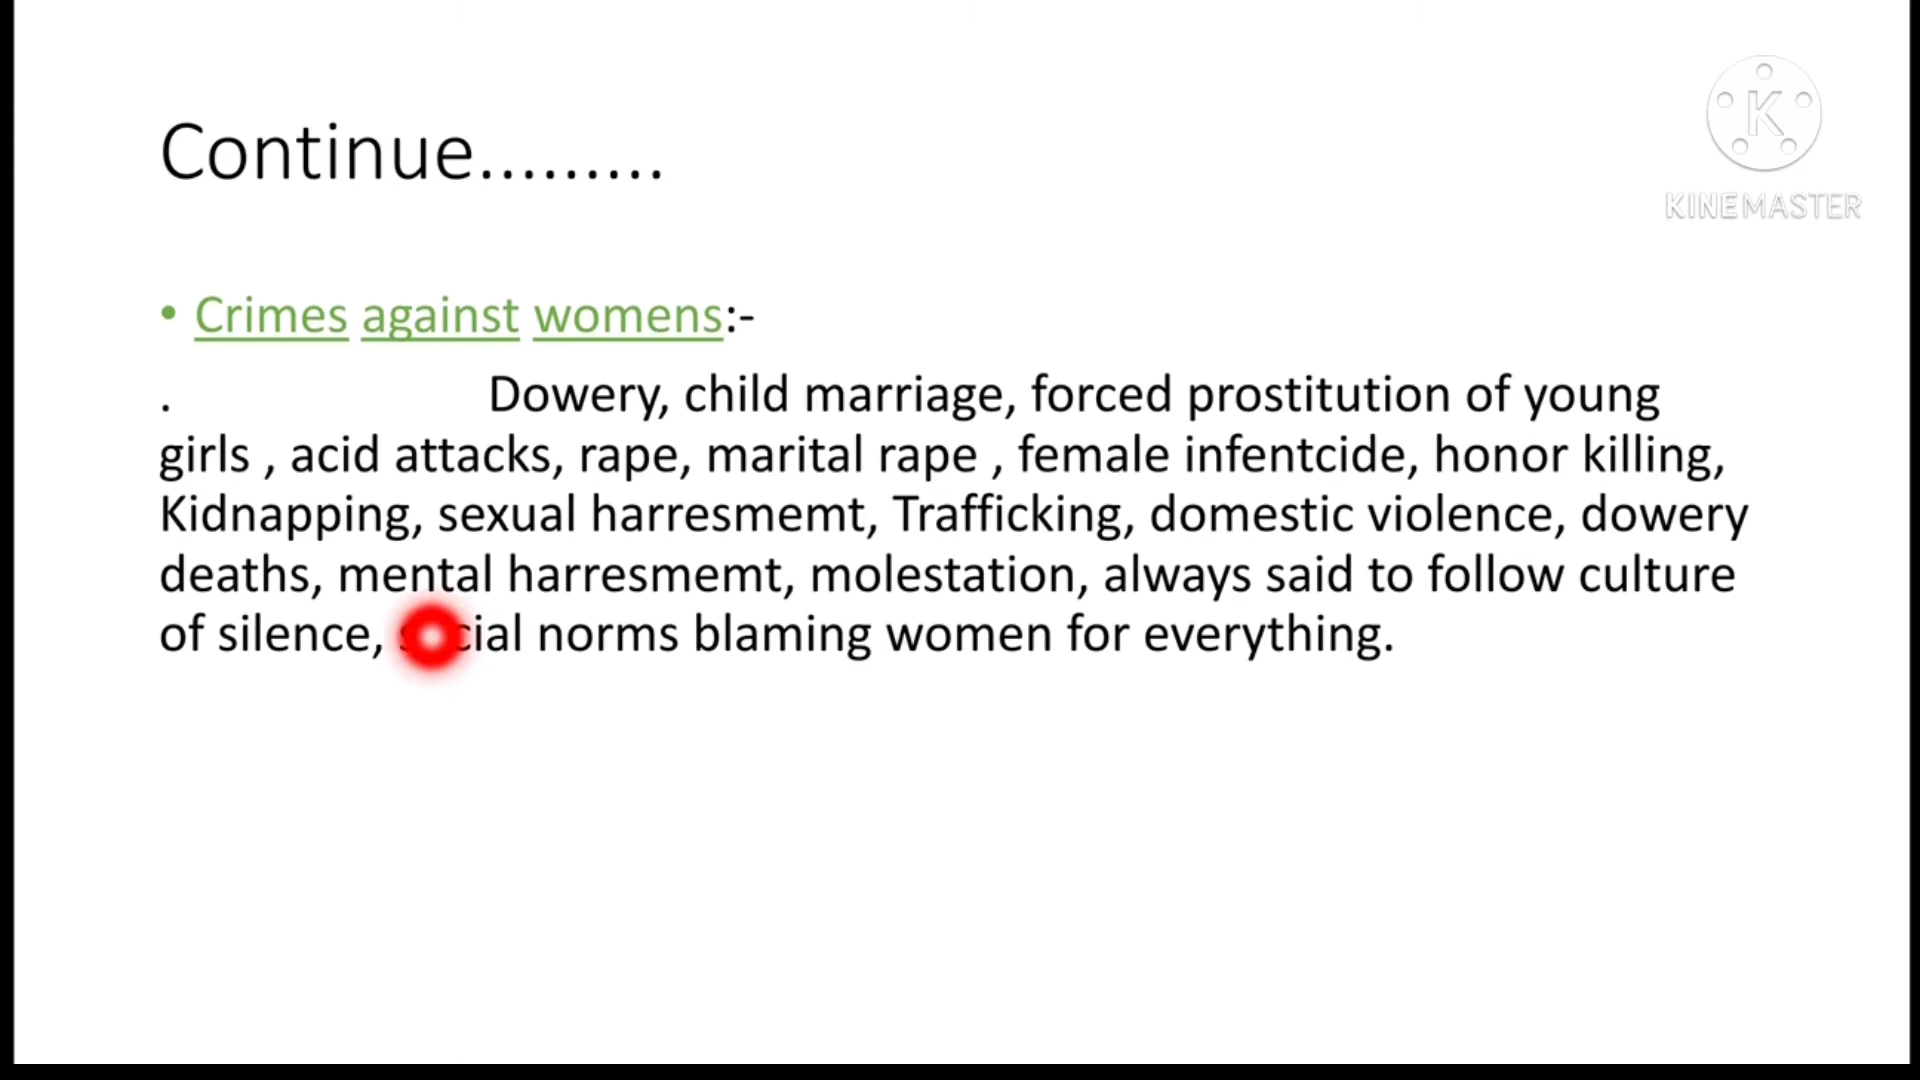 Continue.........
K
KINEMASTER
• Crimes against womens:-
. Dowery, child marriage, forced prostitution of young
girls , acid attacks, rape, marital rape , female infentcide, honor killing,
Kidnapping, sexual harresmemt, Trafficking, domestic violence, dowery
deaths, mental harresmemt, molestation, always said to follow culture
of silence, social norms blaming women for everything.